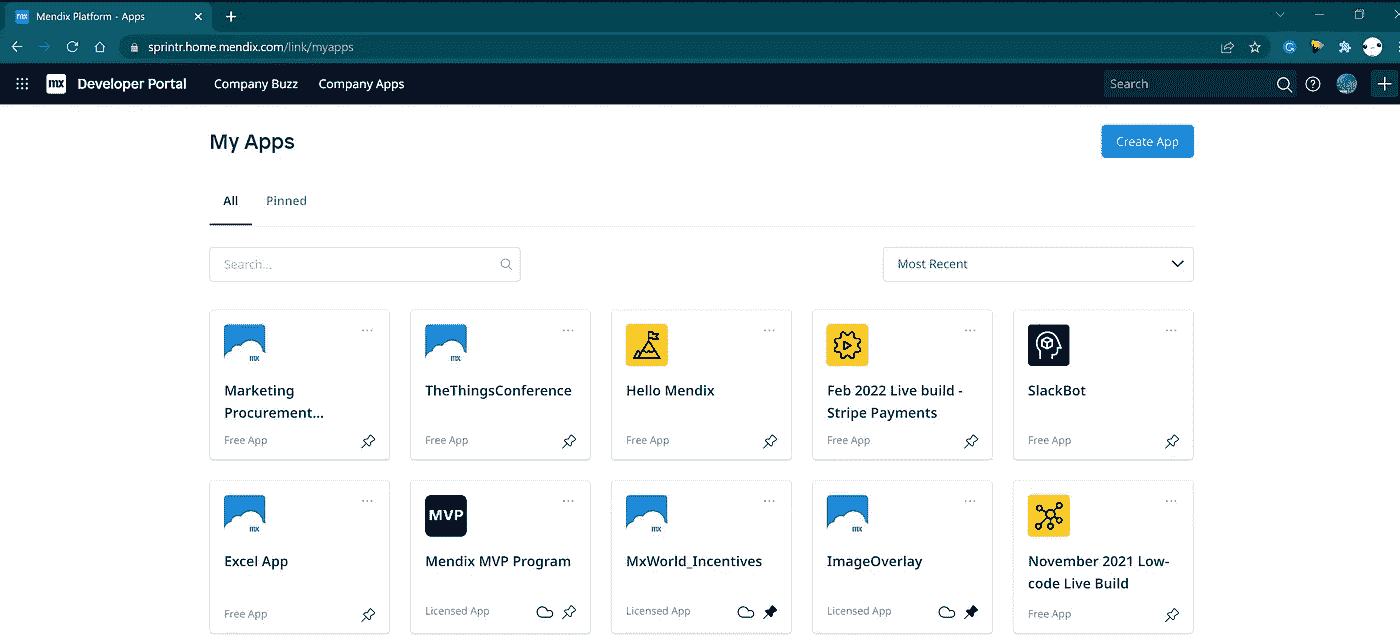 mx Mendix Platform - Apps
sprintr.home.mendix.com/link/myapps
mx Developer Portal Company Buzz Company Apps Search
My Apps Create App
All Pinned
Search... Most Recent
mx mx
Marketing Procurement...
TheThingsConference
Hello Mendix
Feb 2022 Live build -
Stripe Payments
SlackBot
Free App Free App Free App Free App Free App
mx MVP mx mx
Excel App
Mendix MVP Program
MxWorld_Incentives
ImageOverlay
November 2021 Low-
code Live Build
Free App Licensed App Licensed App Licensed App Free App